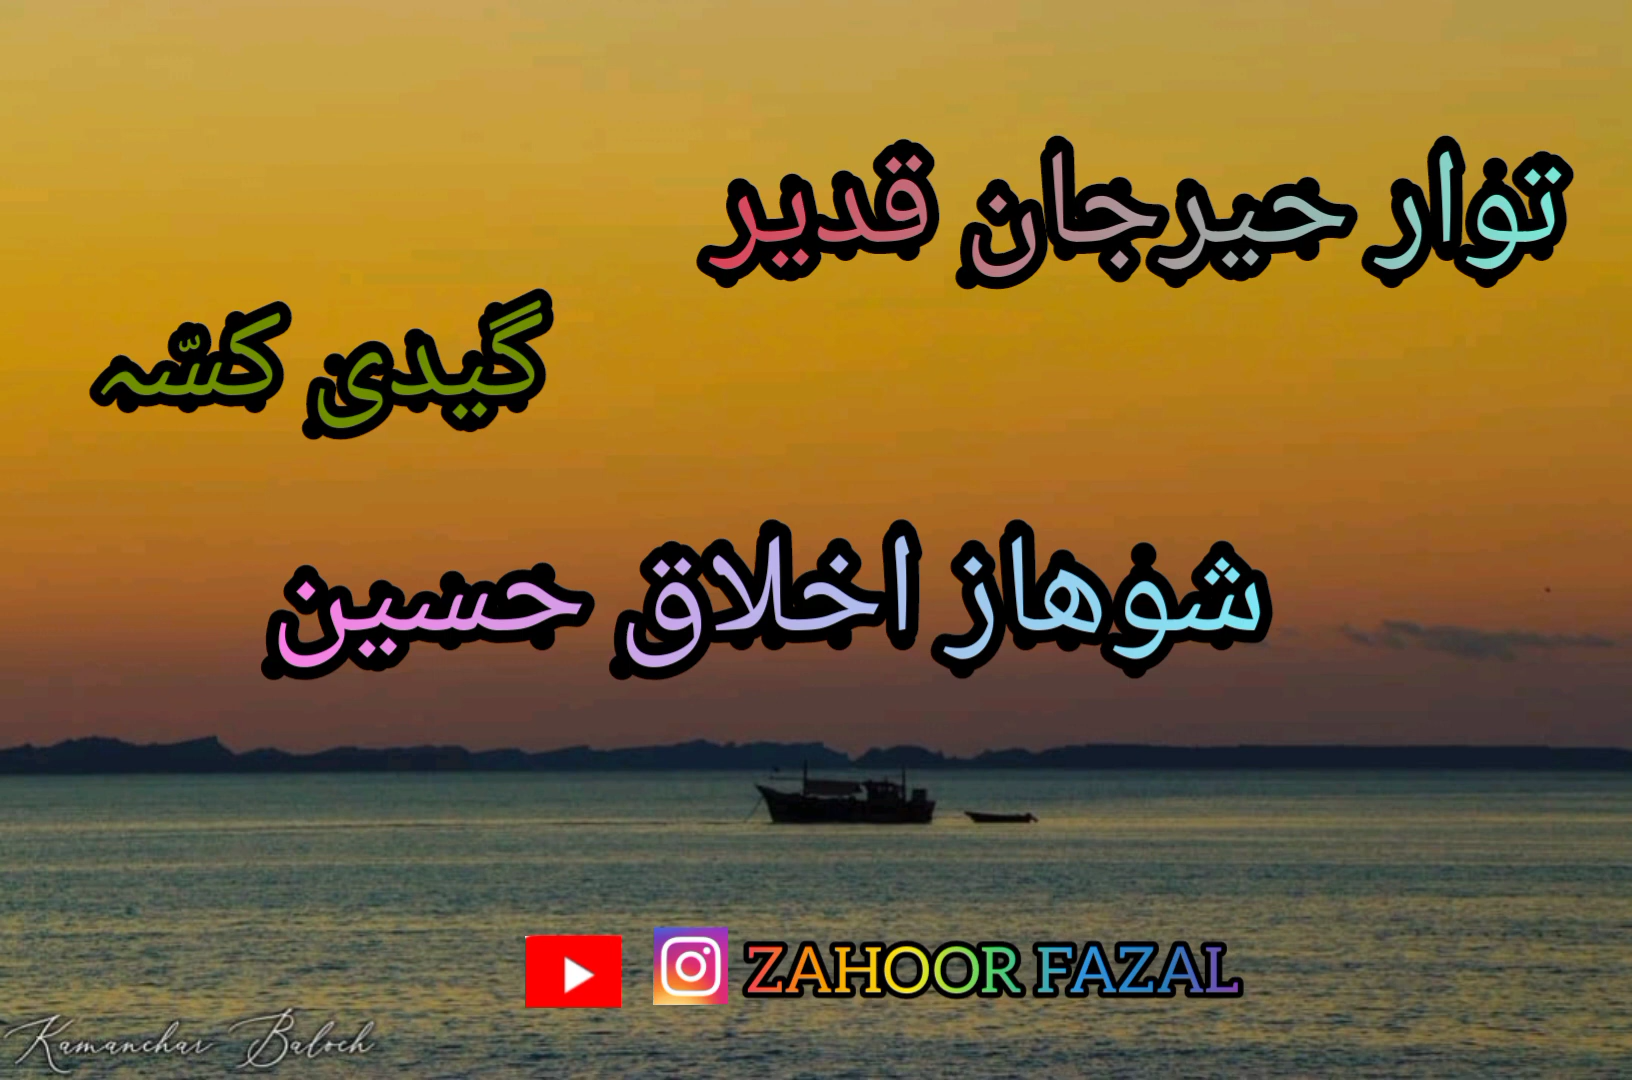 توار حیرجان قدیر
گیدی کسّہ
شوهاز اخلاق حسین
ZAHOOR FAZAL
Kamanchar Baloch